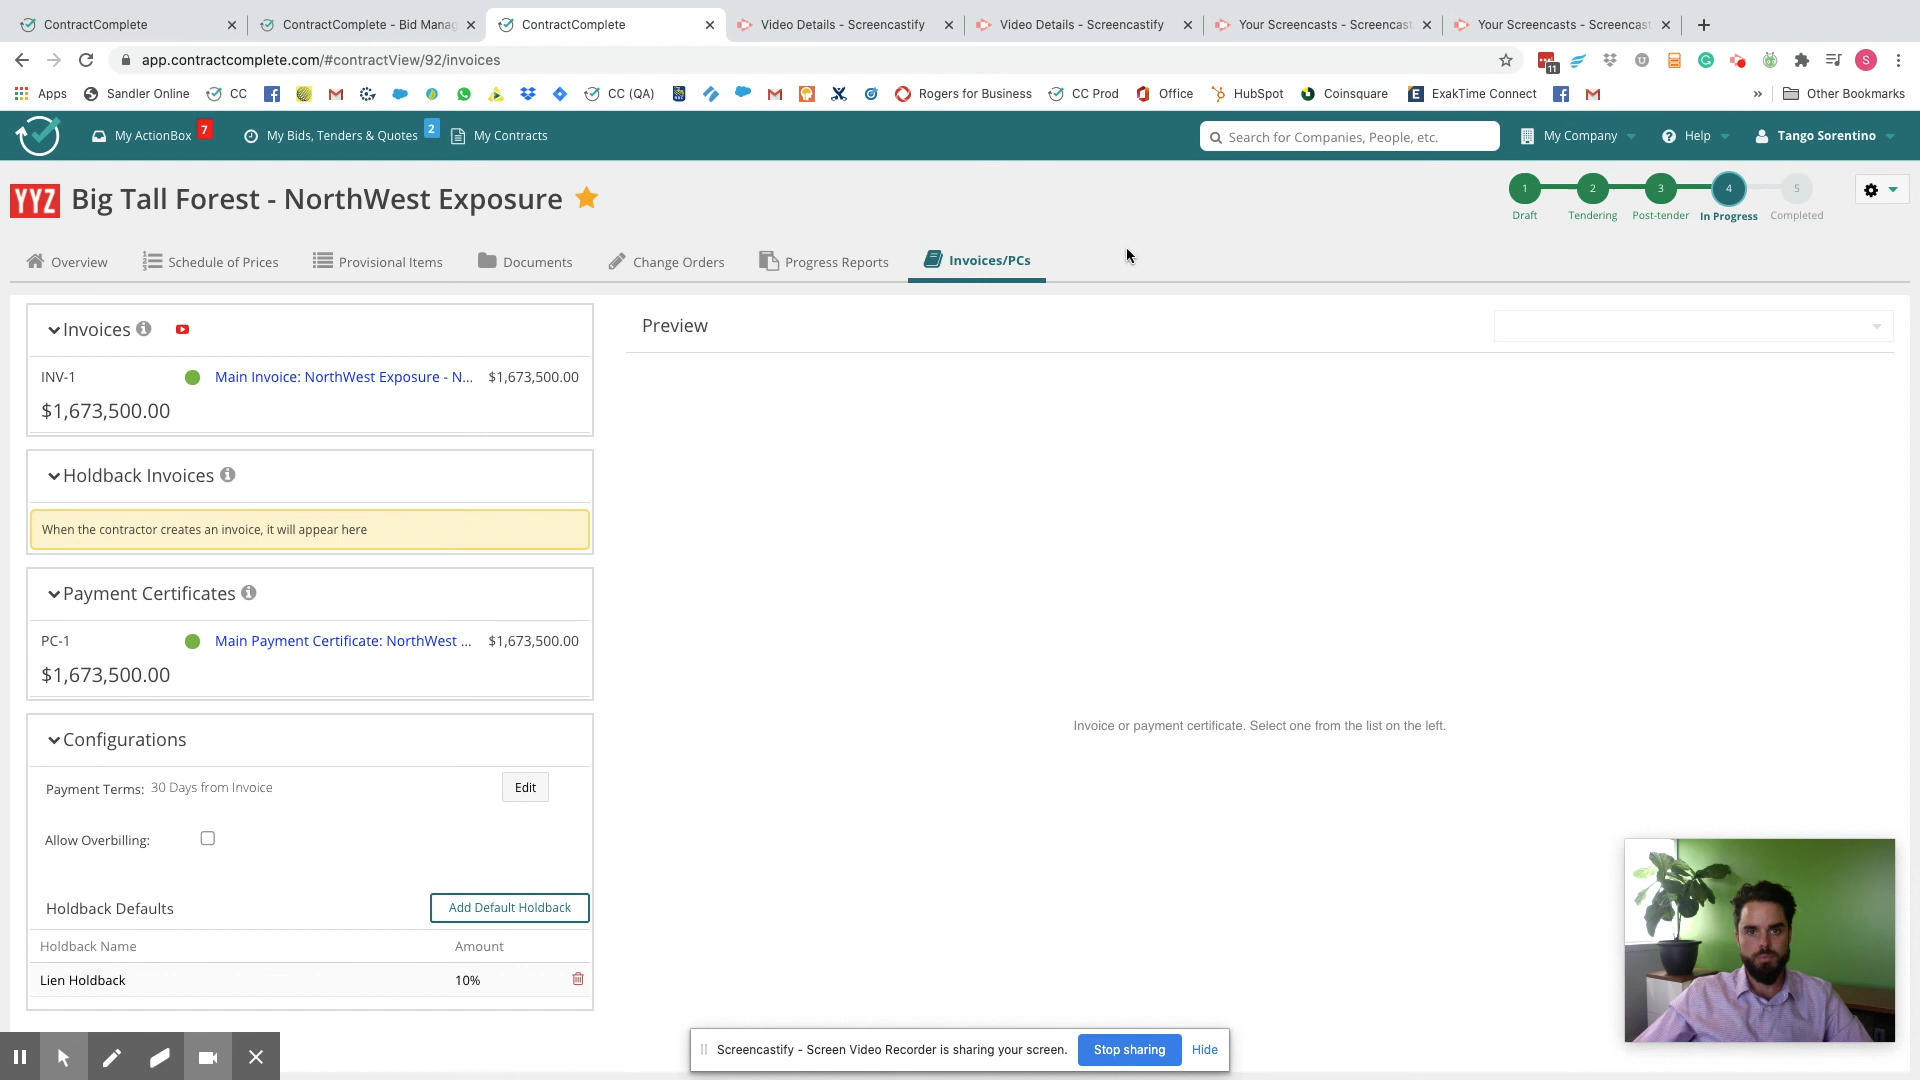 ContractComplete
ContractComplete - Bid Manag
ContractComplete
Video Details - Screencastify
Video Details - Screencastify
Your Screencasts - Screencast
Your Screencasts - Screencast
app.contractcomplete.com/#contractView/92/invoices
11
S
Apps
Sandler Online
CC
CC (QA)
Rogers for Business
CC Prod
Office
HubSpot
Coinsquare
ExakTime Connect
Other Bookmarks
My ActionBox
7
My Bids, Tenders & Quotes
2
My Contracts
Search for Companies, People, etc.
My Company
Help
Tango Sorentino
YYZ
Big Tall Forest - NorthWest Exposure
1
2
3
4
5
Draft
Tendering
Post-tender
In Progress
Completed
Overview
Schedule of Prices
Provisional Items
Documents
Change Orders
Progress Reports
Invoices/PCs
Invoices
INV-1
Main Invoice: NorthWest Exposure - N...
$1,673,500.00
$1,673,500.00
Holdback Invoices
When the contractor creates an invoice, it will appear here
Payment Certificates
PC-1
Main Payment Certificate: NorthWest ...
$1,673,500.00
$1,673,500.00
Configurations
Payment Terms: 30 Days from Invoice
Edit
Allow Overbilling:
Holdback Defaults
Add Default Holdback
Holdback Name
Amount
Lien Holdback
10%
Preview
Invoice or payment certificate. Select one from the list on the left.
Screencastify - Screen Video Recorder is sharing your screen.
Stop sharing
Hide